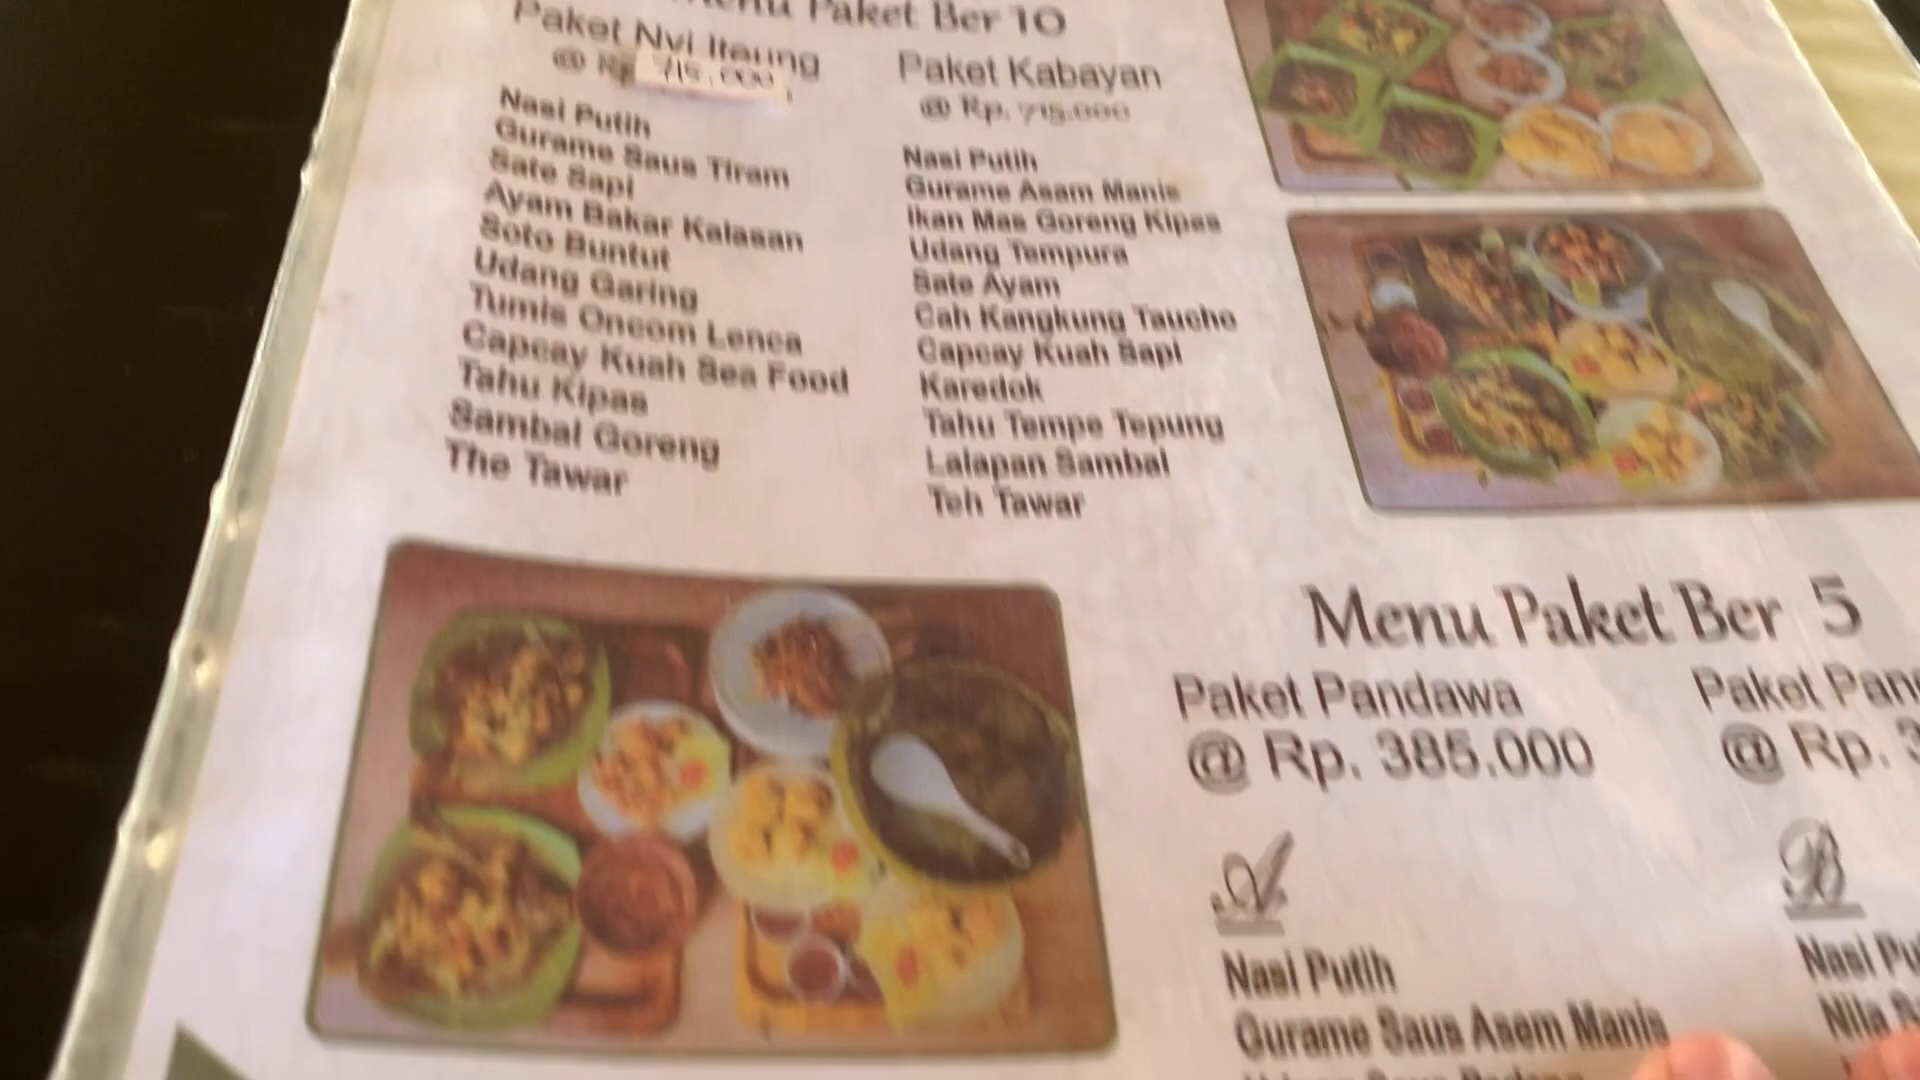 Menu Paket Ber 10
Paket Nyi Iteung
@ Rp 715.000
Nasi Putih
Gurame Saus Tiram
Sate Sapi
Ayam Bakar Kalasan
Soto Buntut
Udang Garing
Tumis Oncom Lenca
Capcay Kuah Sea Food
Tahu Kipas
Sambal Goreng
The Tawar
Paket Kabayan
@ Rp. 715.000
Nasi Putih
Gurame Asam Manis
Ikan Mas Goreng Kipas
Udang Tempura
Sate Ayam
Cah Kangkung Taucho
Capcay Kuah Sapi
Karedok
Tahu Tempe Tepung
Lalapan Sambal
Teh Tawar
Menu Paket Ber 5
Paket Pandawa
@ Rp. 385.000
A
Nasi Putih
Gurame Saus Asem Manis
Paket Pan
@ Rp. 3
B
Nasi Pu
Nila S